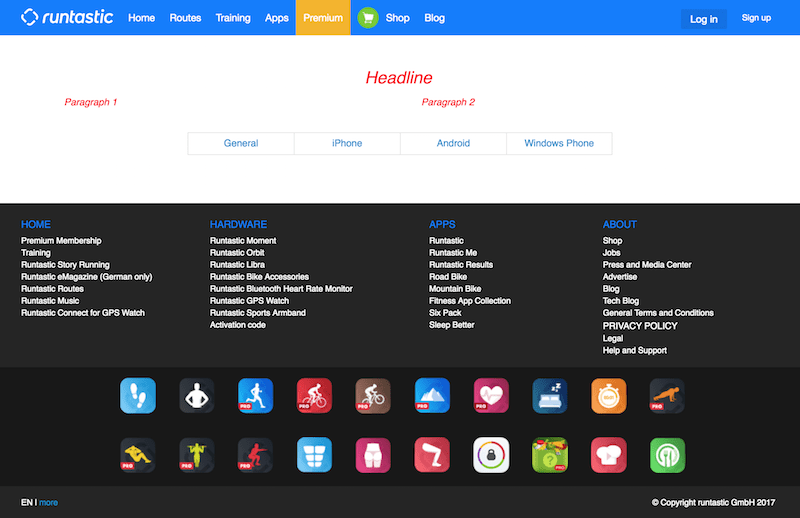 runtastic Home Routes Training Apps Premium Shop Blog Log in Sign up
Headline
Paragraph 1 Paragraph 2
General iPhone Android Windows Phone
HOME
Premium Membership
Training
Runtastic Story Running
Runtastic eMagazine (German only)
Runtastic Routes
Runtastic Music
Runtastic Connect for GPS Watch
HARDWARE
Runtastic Moment
Runtastic Orbit
Runtastic Libra
Runtastic Bike Accessories
Runtastic Bluetooth Heart Rate Monitor
Runtastic GPS Watch
Runtastic Sports Armband
Activation code
APPS
Runtastic
Runtastic Me
Runtastic Results
Road Bike
Mountain Bike
Fitness App Collection
Six Pack
Sleep Better
ABOUT
Shop
Jobs
Press and Media Center
Advertise
Blog
Tech Blog
General Terms and Conditions
PRIVACY POLICY
Legal
Help and Support
PRO PRO PRO PRO PRO PRO
PRO PRO PRO PRO
EN | more © Copyright runtastic GmbH 2017